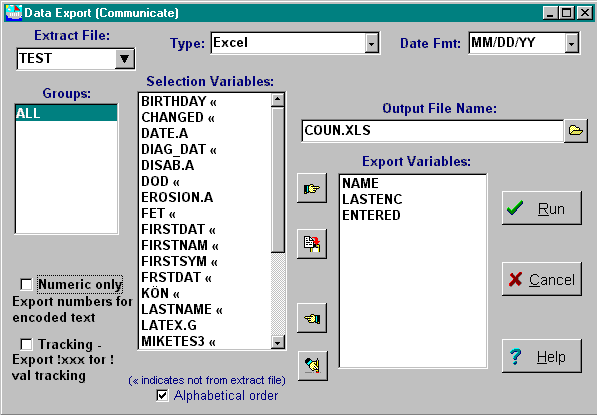 Data Export (Communicate)
Extract File:
TEST
Type:
Excel
Date Fmt:
MM/DD/YY
Groups:
ALL
Selection Variables:
BIRTHDAY «
CHANGED «
DATE.A
DIAG_DAT «
DISAB.A
DOD «
EROSION.A
FET «
FIRSTDAT «
FIRSTNAM «
FIRSTSYM «
FRSTDAT «
KÖN «
LASTNAME «
LATEX.G
MIKETES3 «
(« indicates not from extract file)
Alphabetical order
Output File Name:
COUN.XLS
Export Variables:
NAME
LASTENC
ENTERED
Numeric only
Export numbers for
encoded text
Tracking -
Export !xxx for !
val tracking
Run
Cancel
Help